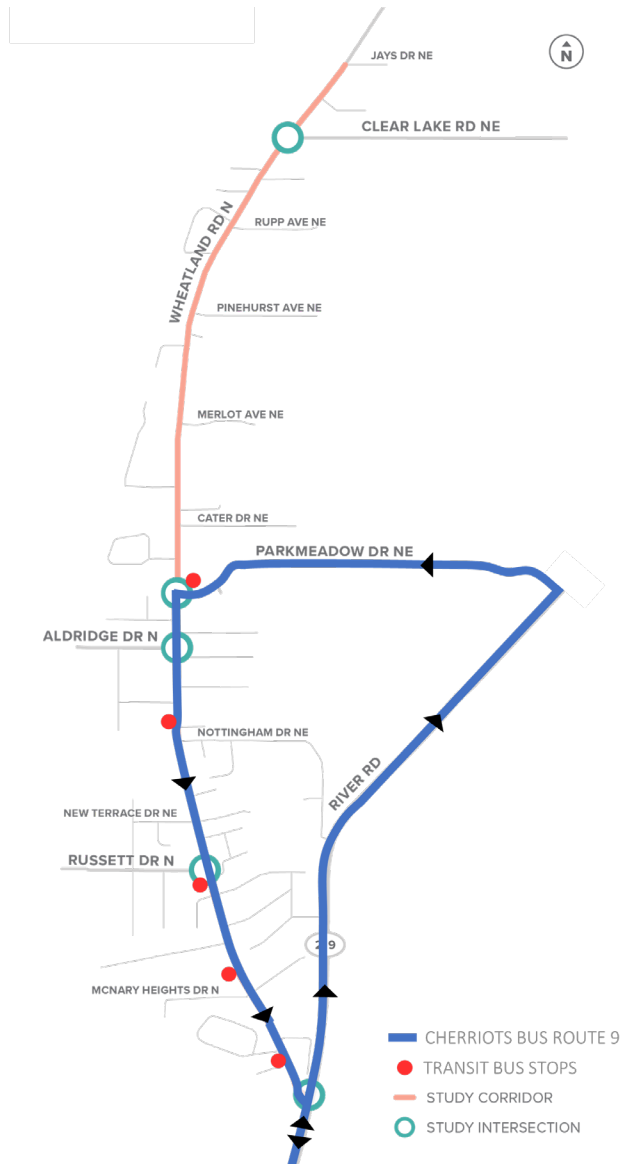 JAYS DR NE
N
CLEAR LAKE RD NE
RUPP AVE NE
WHEATLAND RD N
PINEHURST AVE NE
MERLOT AVE NE
CATER DR NE
PARKMEADOW DR NE
ALDRIDGE DR N
NOTTINGHAM DR NE
RIVER RD
NEW TERRACE DR NE
RUSSETT DR N
MCNARY HEIGHTS DR N
CHERRIOTS BUS ROUTE 9
TRANSIT BUS STOPS
STUDY CORRIDOR
STUDY INTERSECTION